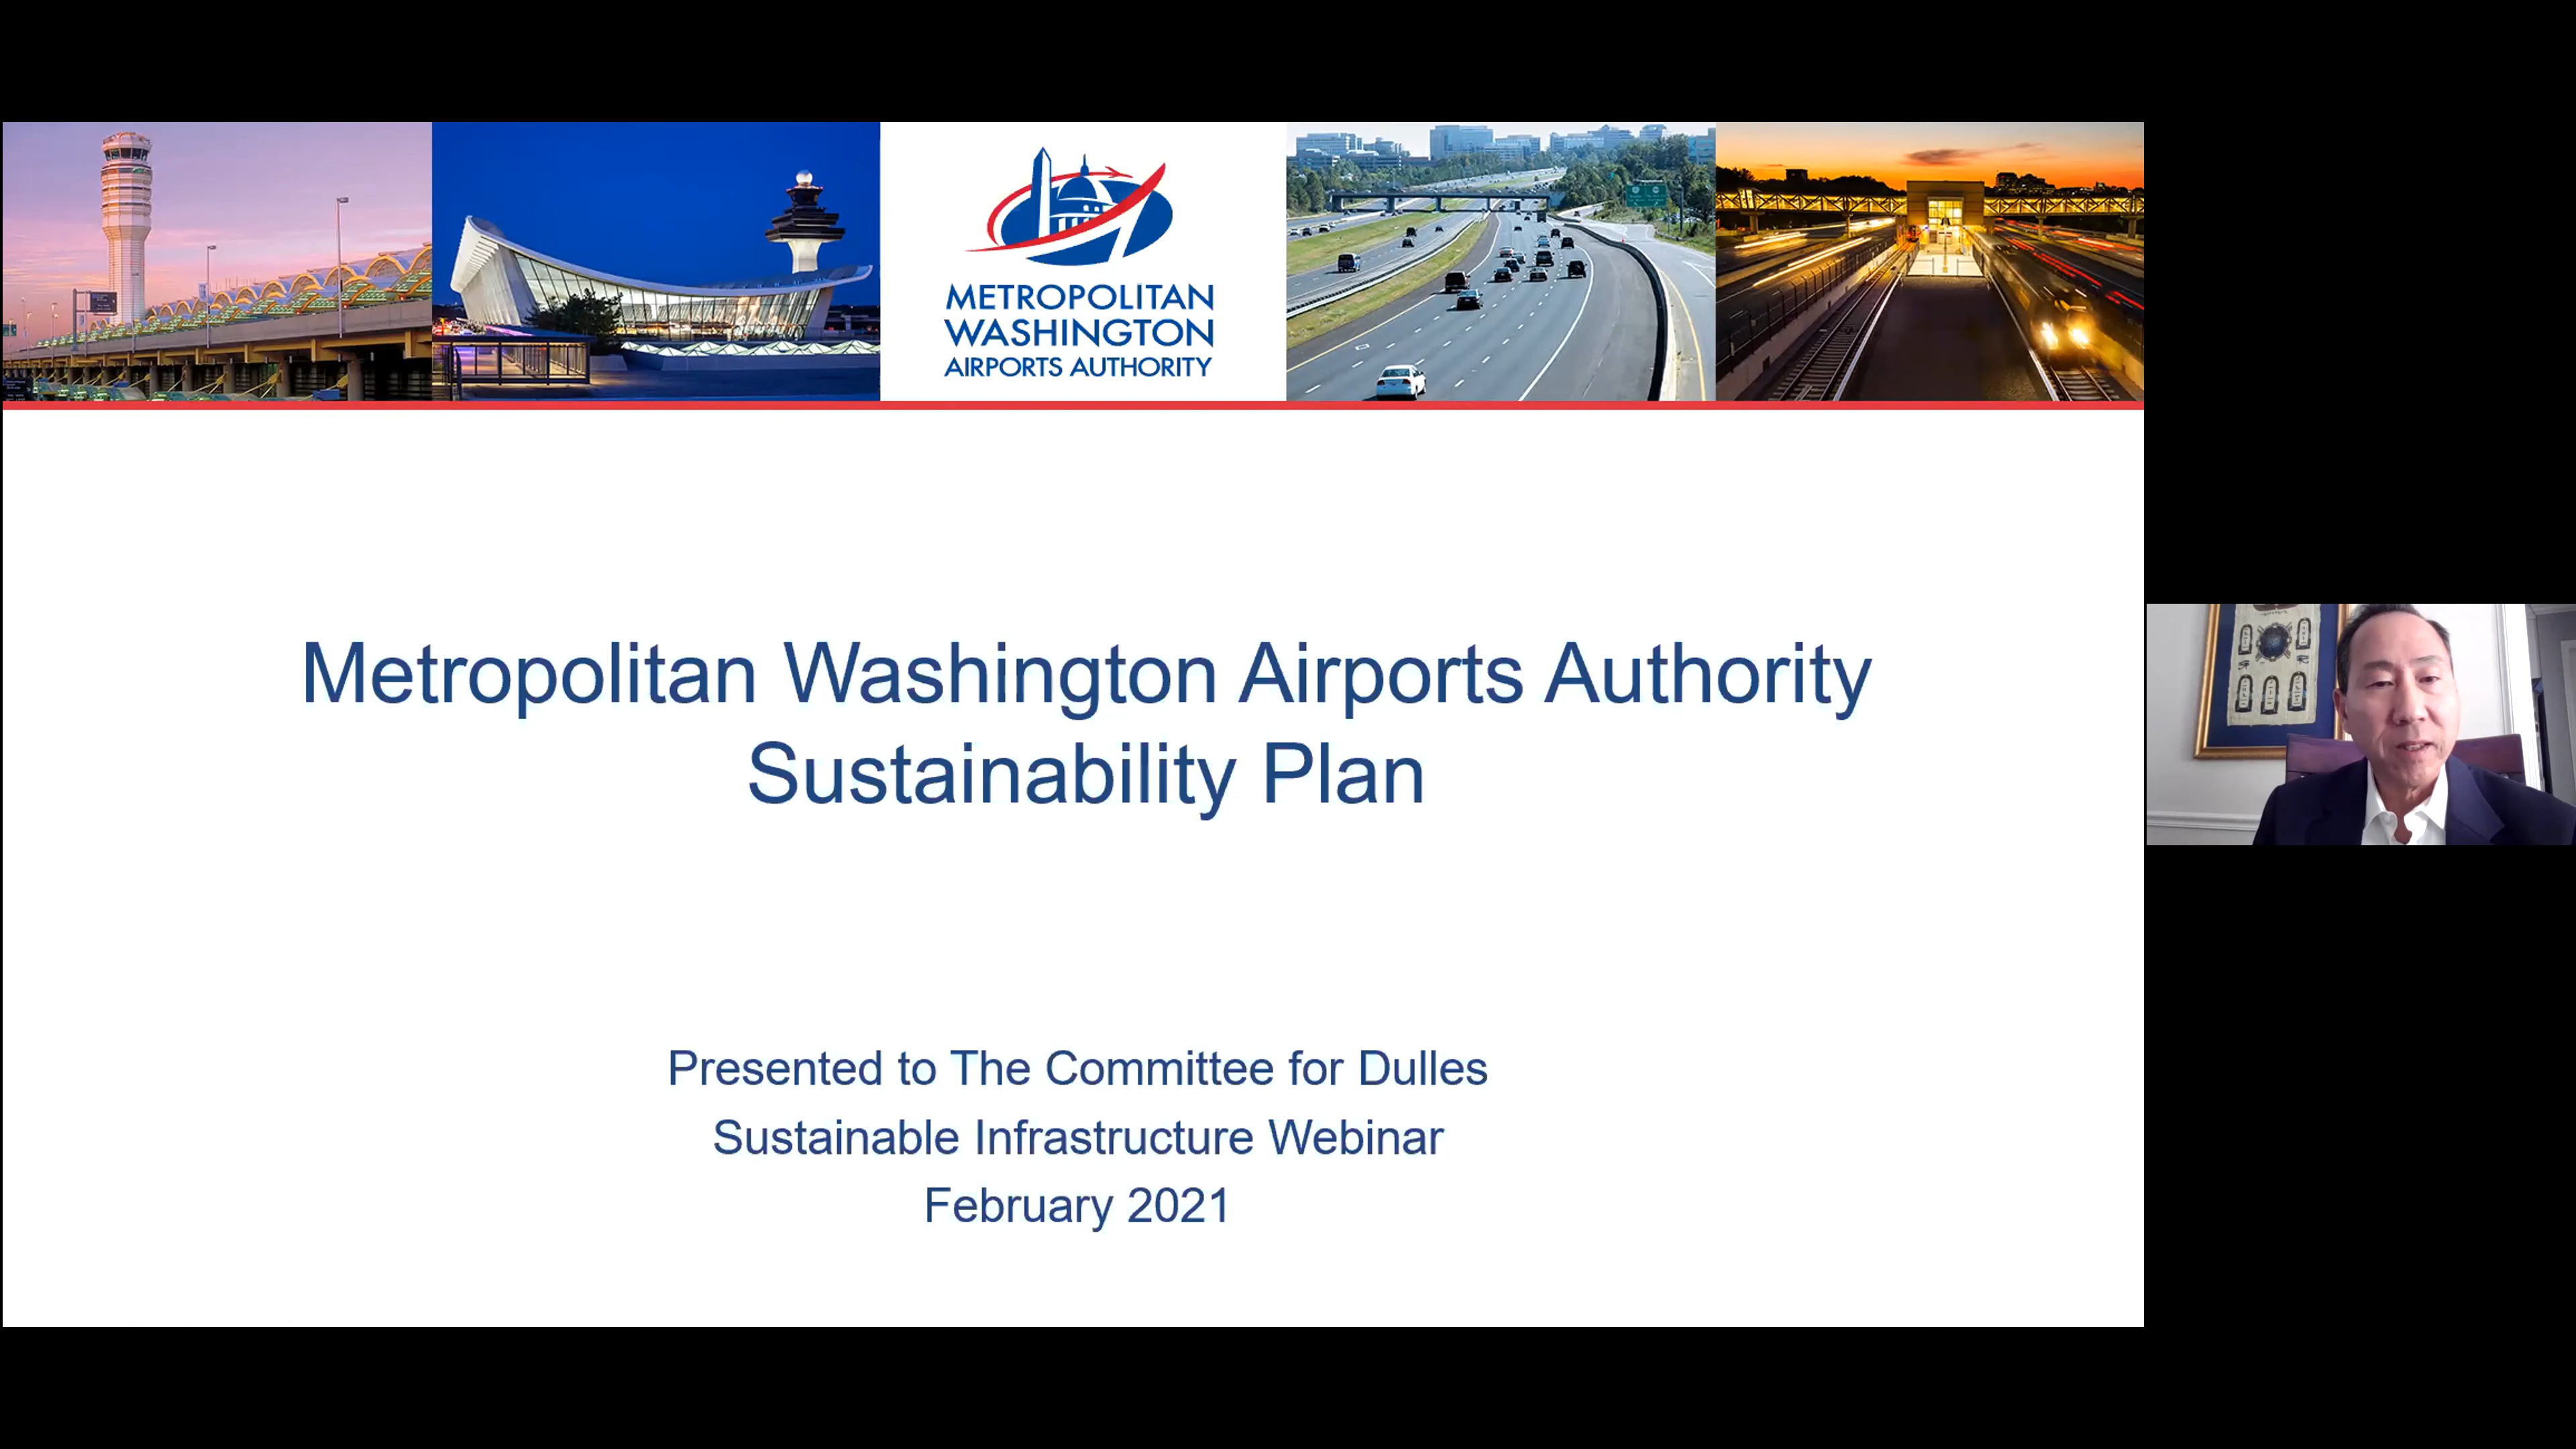 METROPOLITAN
WASHINGTON
AIRPORTS AUTHORITY
Metropolitan Washington Airports Authority
Sustainability Plan
Presented to The Committee for Dulles
Sustainable Infrastructure Webinar
February 2021